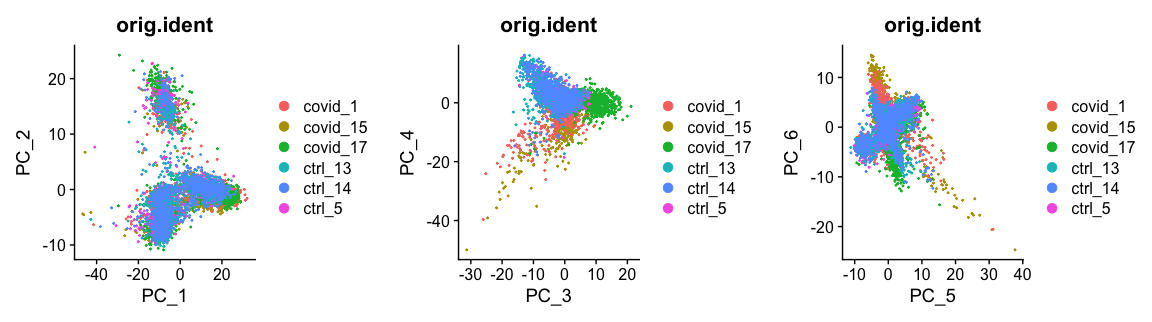 orig.ident
20
10
0
-10
PC_2
-40 -20 0 20
PC_1
covid_1
covid_15
covid_17
ctrl_13
ctrl_14
ctrl_5
orig.ident
0
-20
-40
PC_4
-30 -20 -10 0 10 20
PC_3
covid_1
covid_15
covid_17
ctrl_13
ctrl_14
ctrl_5
orig.ident
10
0
-10
-20
PC_6
-10 0 10 20 30 40
PC_5
covid_1
covid_15
covid_17
ctrl_13
ctrl_14
ctrl_5